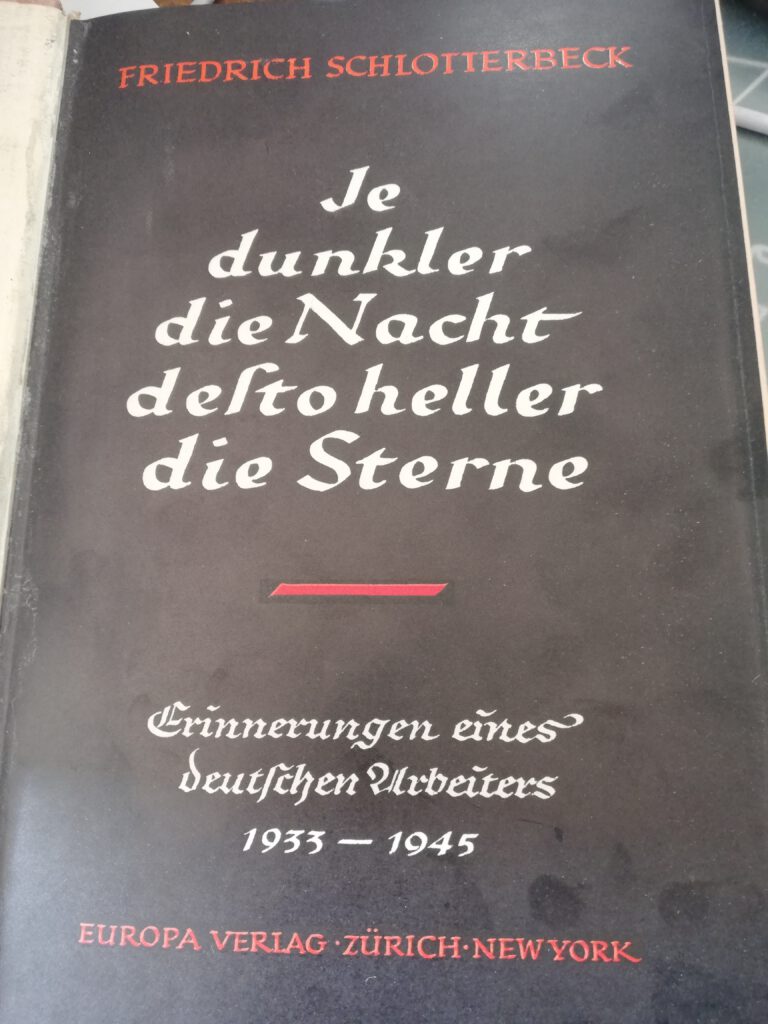 FRIEDRICH SCHLOTTERBECK
Je
dunkler
die Nacht
deſto heller
die Sterne
Erinnerungen eines
deutſchen Arbeiters
1933 — 1945
EUROPA VERLAG · ZÜRICH · NEW YORK